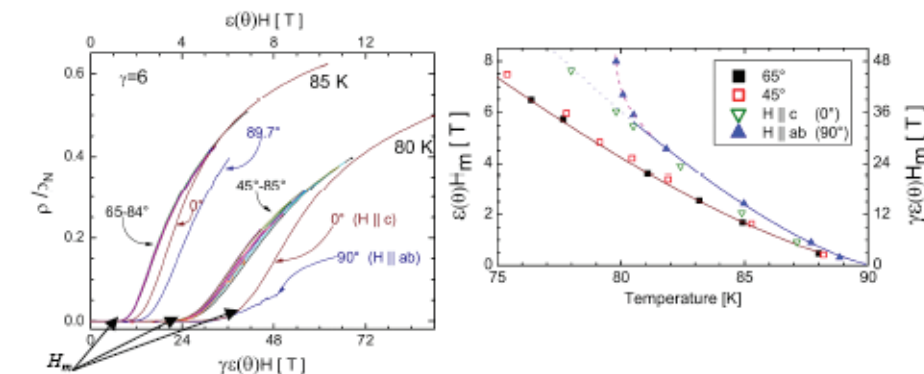 ε(θ)H [ T ]
0 4 8 12
γ=6
85 K
80 K
89.7°
45°-85°
65-84°
0°
0° (H || c)
90° (H || ab)
ρ/ρN
0.6
0.4
0.2
0.0
0 24 48 72
Hm
γε(θ)H [ T ]
8
6
4
2
0
ε(θ)Hm [ T ]
65°
45°
H || c (0°)
H || ab (90°)
48
36
24
12
0
γε(θ)Hm [ T ]
75 80 85 90
Temperature [K]